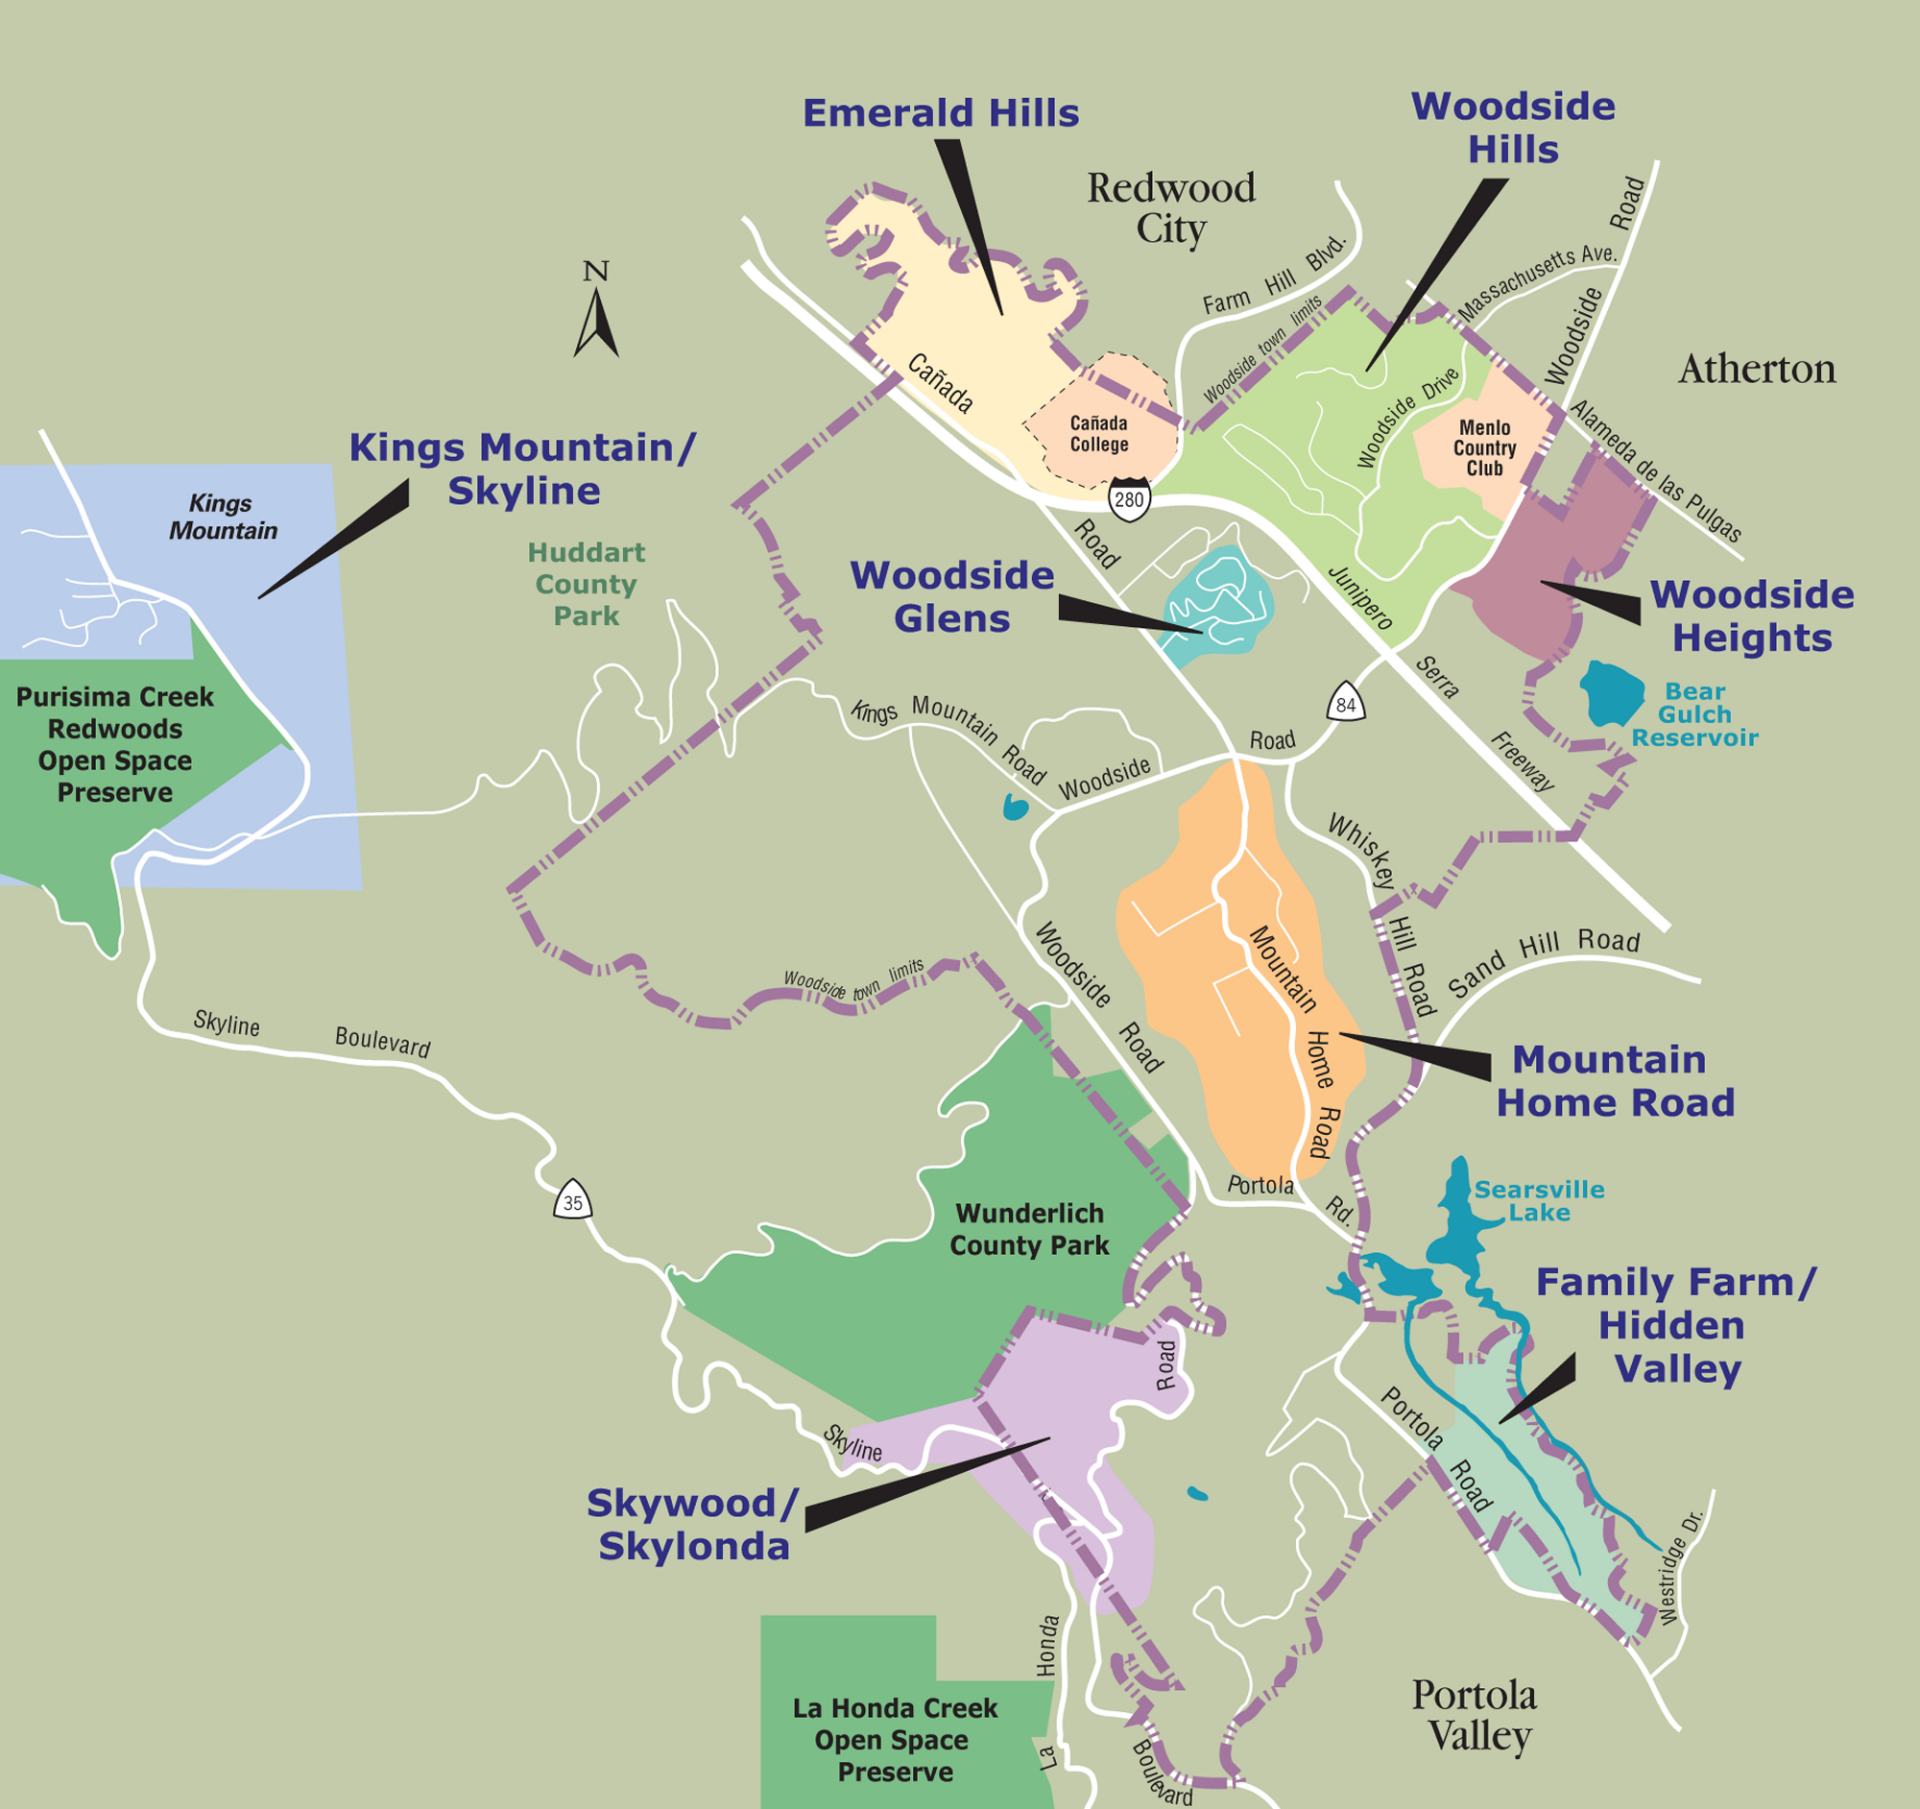 Emerald Hills
Woodside
Hills
Redwood
City
Road
Massachusetts Ave.
Farm Hill Blvd.
N
Woodside town limits
Woodside
Atherton
Cañada
Woodside Drive
Alameda de las Pulgas
Cañada
College
Menlo
Country
Club
Kings Mountain/
Skyline
Kings
Mountain
280
Road
Huddart
County
Park
Woodside
Glens
Junipero
Woodside
Heights
Serra
Bear
Gulch
Reservoir
Purisima Creek
Redwoods
Open Space
Preserve
84
Kings Mountain Road
Road
Woodside
Freeway
Whiskey
Hill Road
Sand Hill Road
Woodside Road
Mountain
Home Road
Woodside town limits
Skyline Boulevard
Mountain
Home Road
35
Portola Rd.
Searsville
Lake
Wunderlich
County Park
Family Farm/
Hidden
Valley
Road
Portola
Road
Skyline
Skywood/
Skylonda
Westridge Dr.
La Honda
La Honda Creek
Open Space
Preserve
Boulevard
Portola
Valley